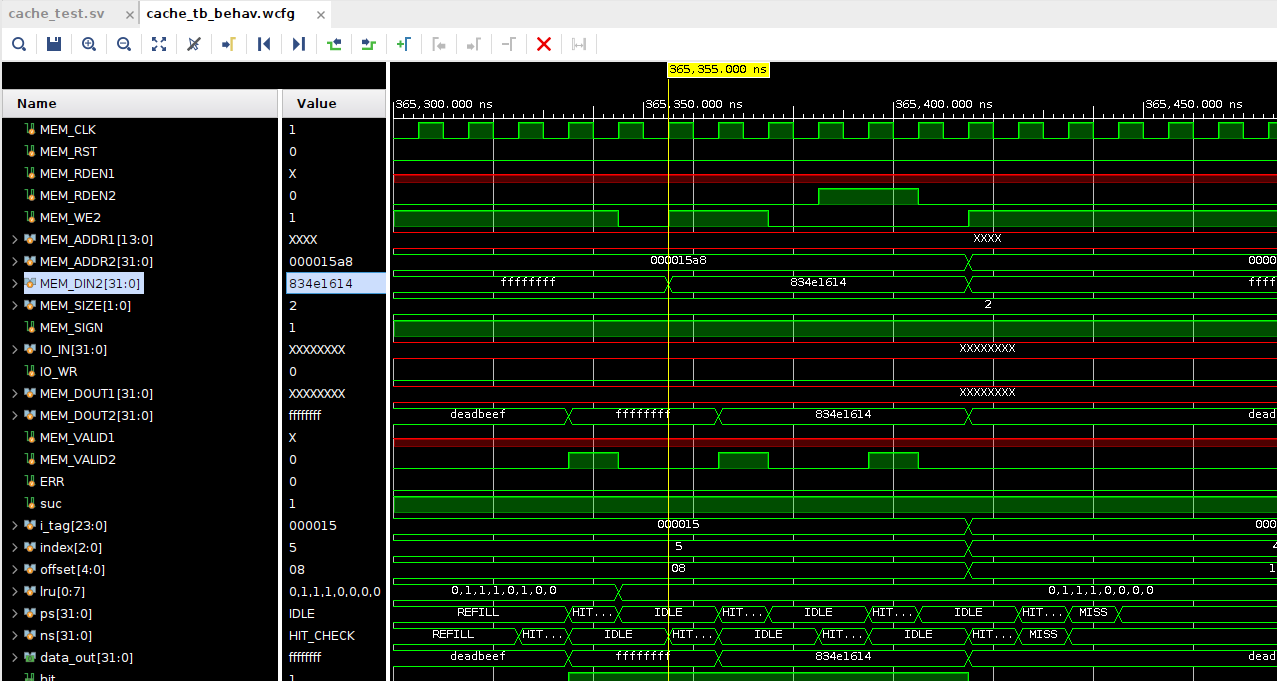 cache_test.sv × cache_tb_behav.wcfg ×
365,355.000 ns
Name Value
365,300.000 ns 365,350.000 ns 365,400.000 ns 365,450.000 ns
MEM_CLK 1
MEM_RST 0
MEM_RDEN1 X
MEM_RDEN2 0
MEM_WE2 1
MEM_ADDR1[13:0] XXXX XXXX
MEM_ADDR2[31:0] 000015a8 000015a8 0000
MEM_DIN2[31:0] 834e1614 ffffffff 834e1614 ffff
MEM_SIZE[1:0] 2 2
MEM_SIGN 1
IO_IN[31:0] XXXXXXXX XXXXXXXX
IO_WR 0
MEM_DOUT1[31:0] XXXXXXXX XXXXXXXX
MEM_DOUT2[31:0] ffffffff deadbeef ffffffff 834e1614 dead
MEM_VALID1 X
MEM_VALID2 0
ERR 0
suc 1
i_tag[23:0] 000015 000015 000
index[2:0] 5 5 4
offset[4:0] 08 08 1
lru[0:7] 0,1,1,1,0,0,0,0 0,1,1,1,0,1,0,0 0,1,1,1,0,0,0,0
ps[31:0] IDLE REFILL HIT... IDLE HIT... IDLE HIT... IDLE HIT... MISS
ns[31:0] HIT_CHECK REFILL HIT... IDLE HIT... IDLE HIT... IDLE HIT... MISS
data_out[31:0] ffffffff deadbeef ffffffff 834e1614 dead
hit 1